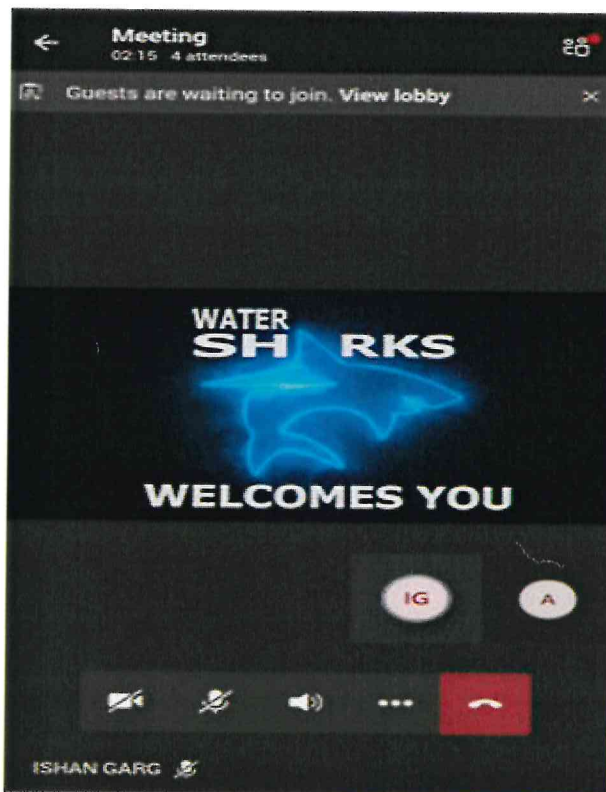 Meeting
02:15 4 attendees
Guests are waiting to join. View lobby
WATER
SH RKS
WELCOMES YOU
IG
A
ISHAN GARG